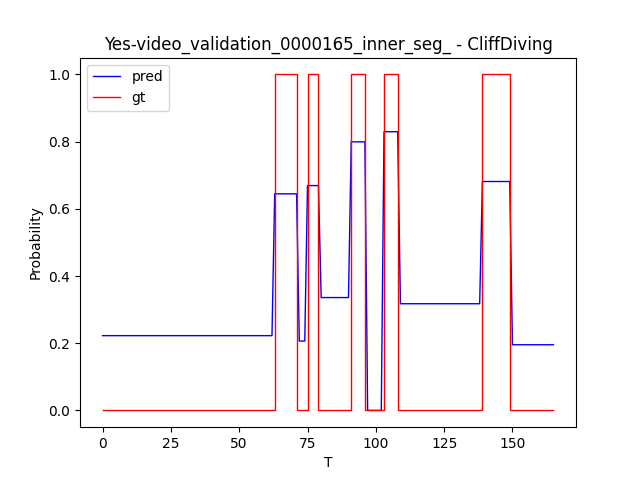 Yes-video_validation_0000165_inner_seg_ - CliffDiving
pred
gt
1.0
0.8
0.6
0.4
0.2
0.0
Probability
0
25
50
75
100
125
150
T